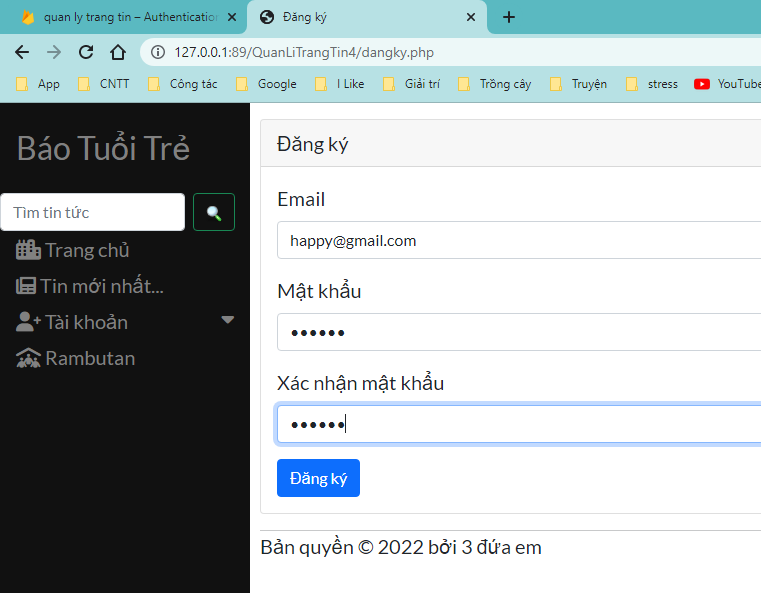 quan ly trang tin – Authentication
Đăng ký
127.0.0.1:89/QuanLiTrangTin4/dangky.php
App CNTT Công tác Google I Like Giải trí Trồng cây Truyện stress YouTube
Báo Tuổi Trẻ
Tìm tin tức
Trang chủ
Tin mới nhất...
Tài khoản
Rambutan
Đăng ký
Email
happy@gmail.com
Mật khẩu
••••••
Xác nhận mật khẩu
••••••
Đăng ký
Bản quyền © 2022 bởi 3 đứa em